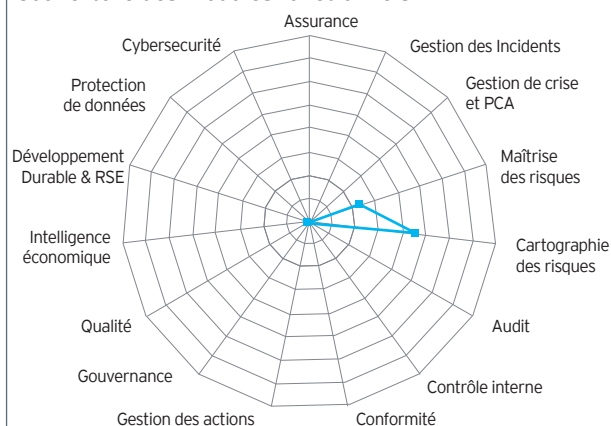 Assurance
Gestion des Incidents
Gestion de crise
et PCA
Maîtrise
des risques
Cartographie
des risques
Audit
Contrôle interne
Conformité
Gestion des actions
Gouvernance
Qualité
Intelligence
économique
Développement
Durable & RSE
Protection
de données
Cybersecurité